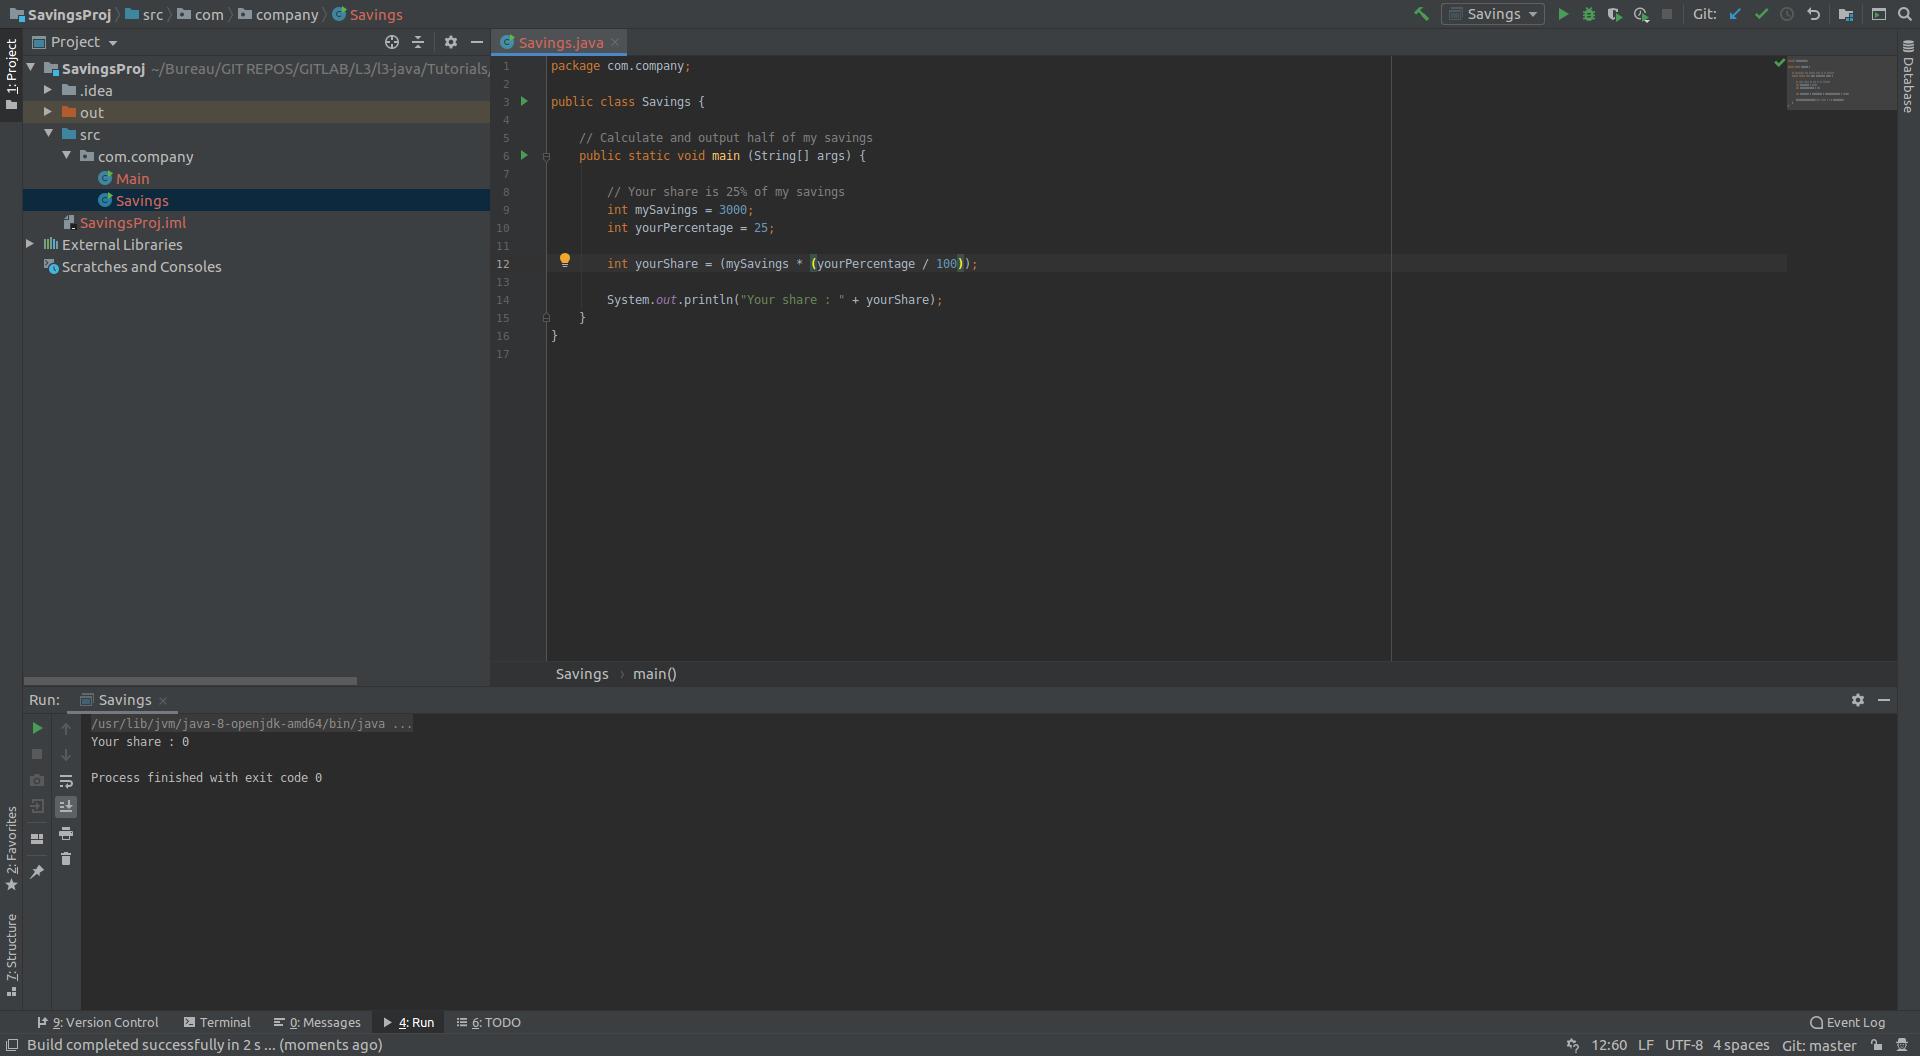 SavingsProj src com company Savings
Savings Git:
1: Project
Project
SavingsProj ~/Bureau/GIT REPOS/GITLAB/L3/l3-java/Tutorials/
.idea
out
src
com.company
Main
Savings
SavingsProj.iml
External Libraries
Scratches and Consoles
Savings.java
1 package com.company;
2
3 public class Savings {
4
5 // Calculate and output half of my savings
6 public static void main (String[] args) {
7
8 // Your share is 25% of my savings
9 int mySavings = 3000;
10 int yourPercentage = 25;
11
12 int yourShare = (mySavings * (yourPercentage / 100));
13
14 System.out.println("Your share : " + yourShare);
15 }
16 }
17
Database
Savings › main()
Run: Savings
/usr/lib/jvm/java-8-openjdk-amd64/bin/java ...
Your share : 0
Process finished with exit code 0
2: Favorites
7: Structure
9: Version Control Terminal 0: Messages 4: Run 6: TODO Event Log
Build completed successfully in 2 s ... (moments ago) 12:60 LF UTF-8 4 spaces Git: master